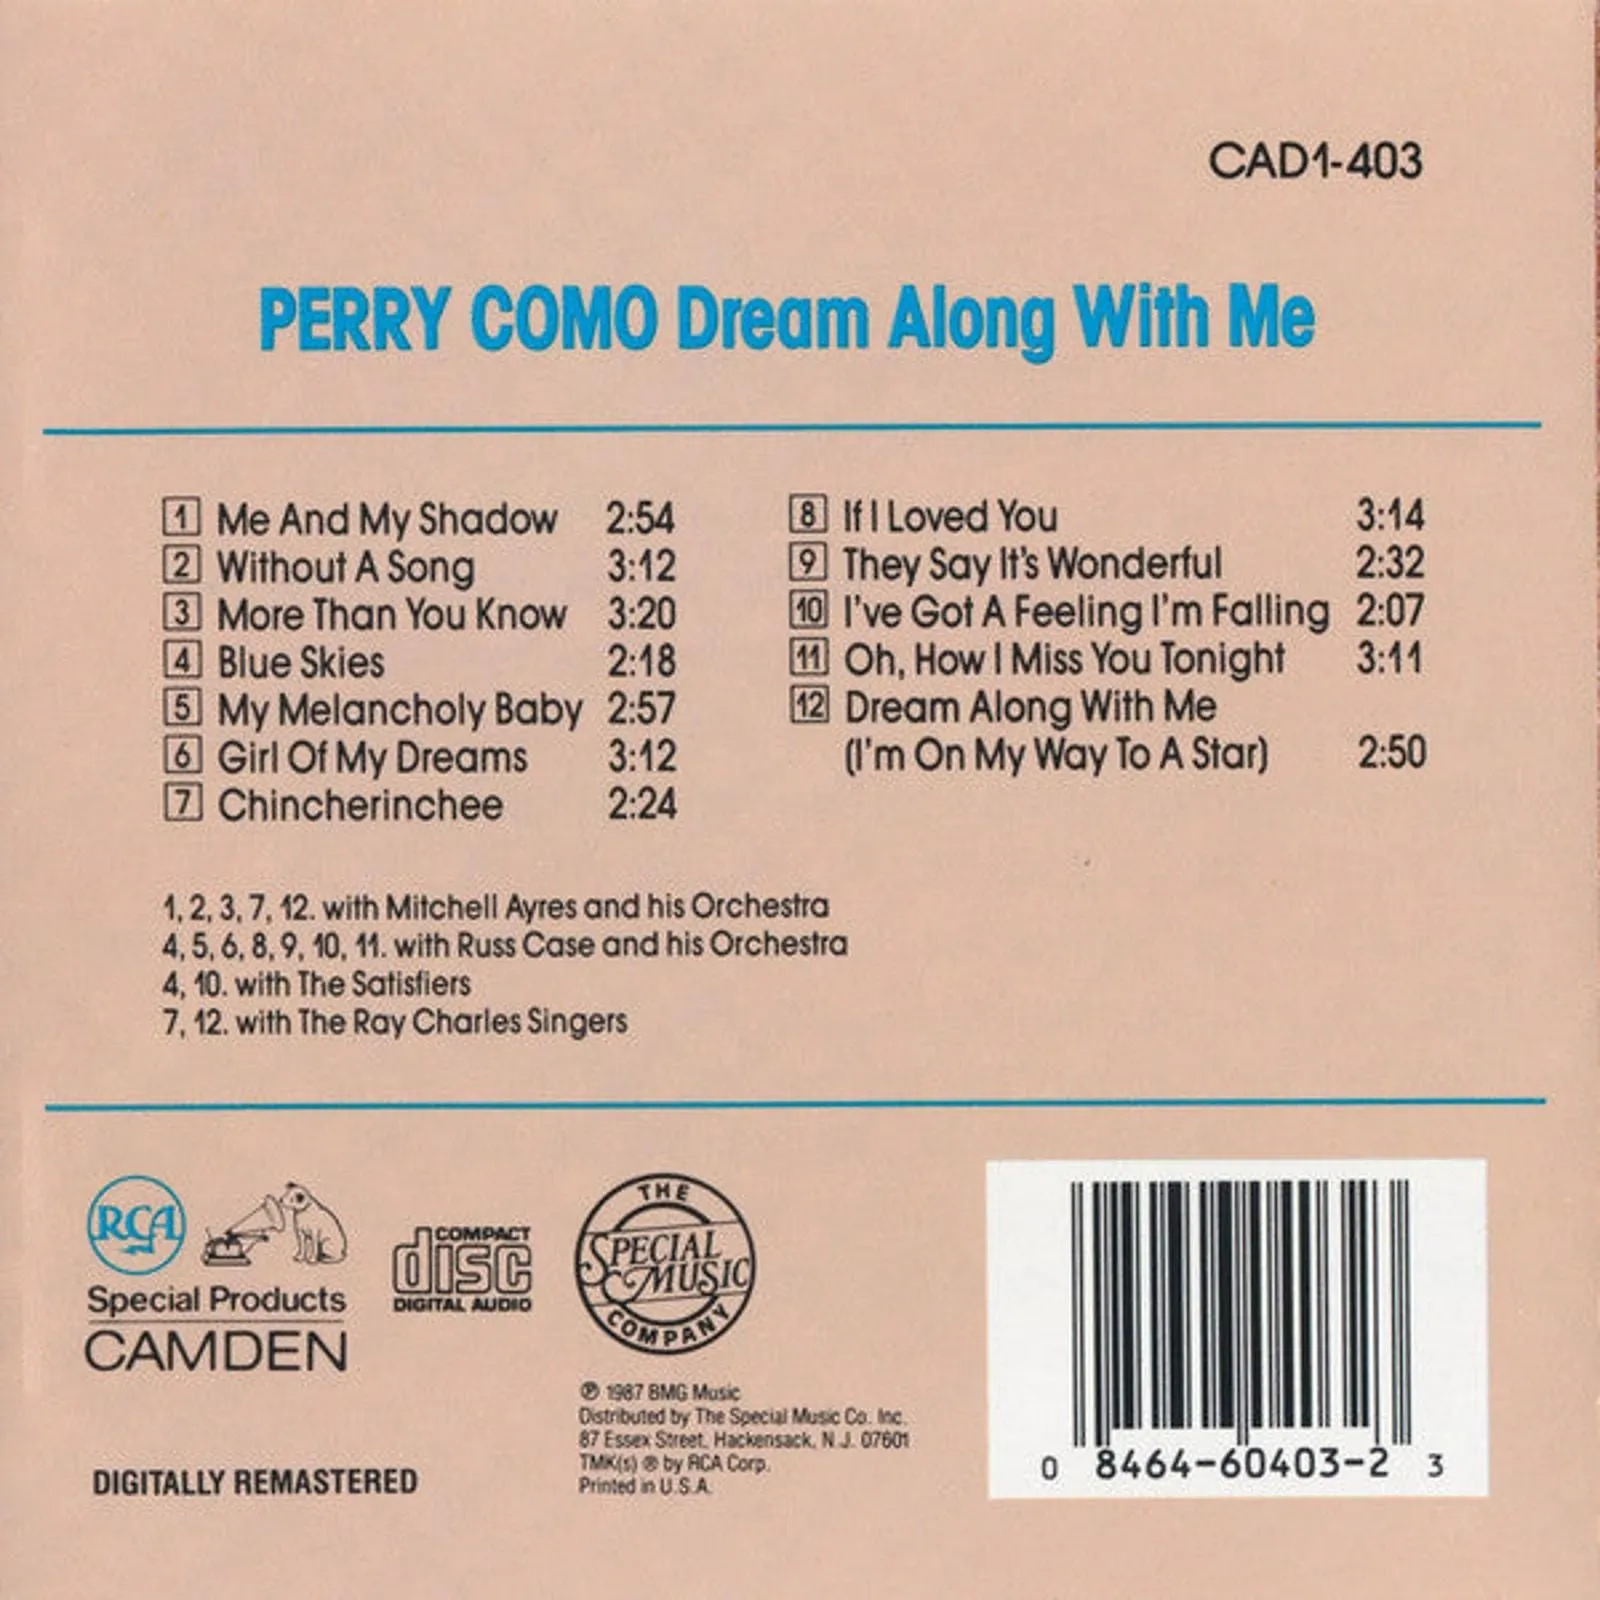 CAD1-403
PERRY COMO Dream Along With Me
1 Me And My Shadow 2:54
2 Without A Song 3:12
3 More Than You Know 3:20
4 Blue Skies 2:18
5 My Melancholy Baby 2:57
6 Girl Of My Dreams 3:12
7 Chincherinchee 2:24
8 If I Loved You 3:14
9 They Say It's Wonderful 2:32
10 I've Got A Feeling I'm Falling 2:07
11 Oh, How I Miss You Tonight 3:11
12 Dream Along With Me
(I'm On My Way To A Star) 2:50
1, 2, 3, 7, 12. with Mitchell Ayres and his Orchestra
4, 5, 6, 8, 9, 10, 11. with Russ Case and his Orchestra
4, 10. with The Satisfiers
7, 12. with The Ray Charles Singers
RCA
Special Products
CAMDEN
DIGITALLY REMASTERED
COMPACT
disc
DIGITAL AUDIO
THE
SPECIAL
MUSIC
COMPANY
℗ 1987 BMG Music
Distributed by The Special Music Co. Inc.
87 Essex Street, Hackensack, N.J. 07601
TMK(s) ® by RCA Corp.
Printed in U.S.A.
0 8464-60403-2 3